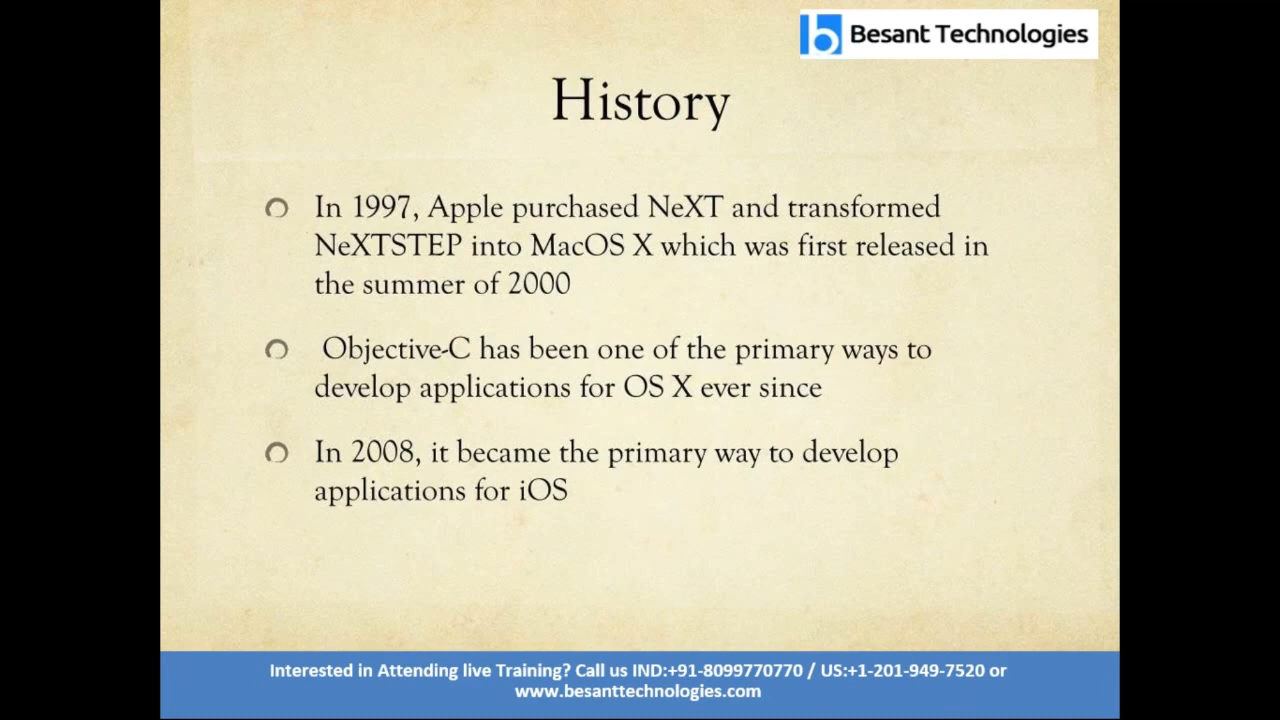 Besant Technologies
History
In 1997, Apple purchased NeXT and transformed
NeXTSTEP into MacOS X which was first released in
the summer of 2000
Objective-C has been one of the primary ways to
develop applications for OS X ever since
In 2008, it became the primary way to develop
applications for iOS
Interested in Attending live Training? Call us IND:+91-8099770770 / US:+1-201-949-7520 or
www.besanttechnologies.com